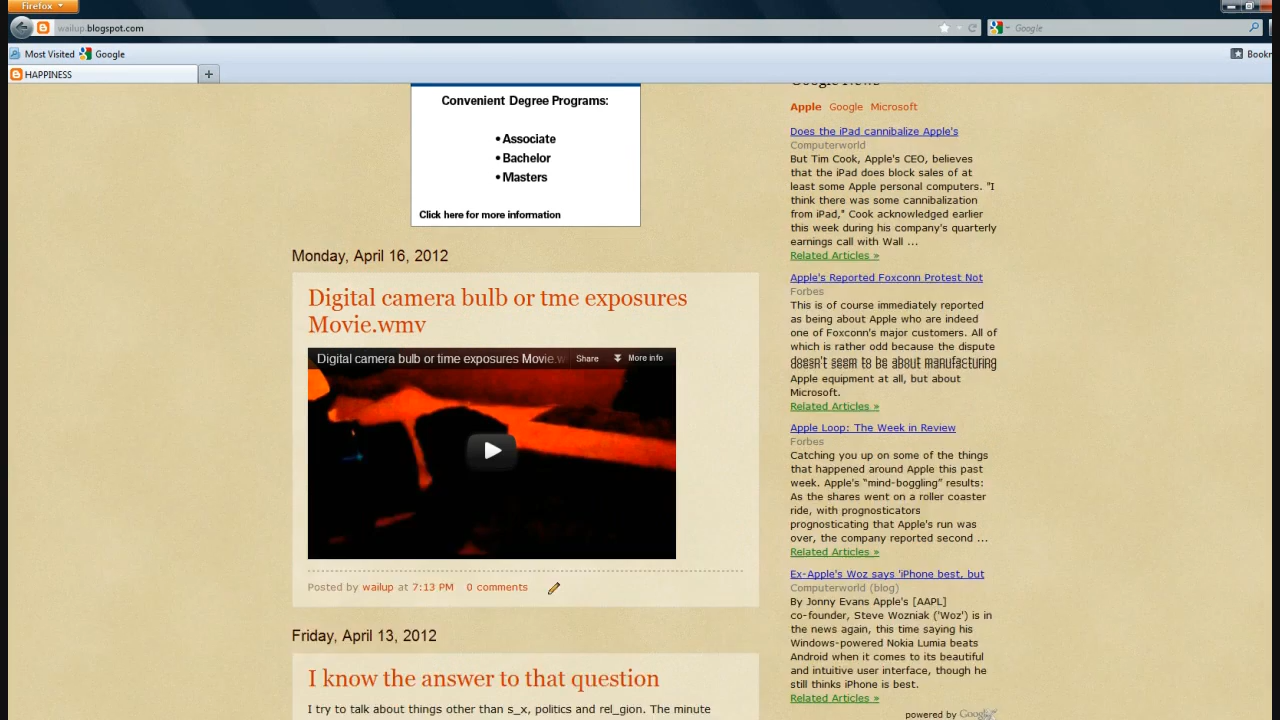 Firefox
wailup.blogspot.com
Google
Most Visited Google
HAPPINESS
Convenient Degree Programs:
• Associate
• Bachelor
• Masters
Click here for more information
Monday, April 16, 2012
Digital camera bulb or tme exposures
Movie.wmv
Digital camera bulb or time exposures Movie.w
Share
More info
Posted by wailup at 7:13 PM 0 comments
Friday, April 13, 2012
I know the answer to that question
I try to talk about things other than s_x, politics and rel_gion. The minute
Google News
Apple Google Microsoft
Does the iPad cannibalize Apple's
Computerworld
But Tim Cook, Apple's CEO, believes
that the iPad does block sales of at
least some Apple personal computers. "I
think there was some cannibalization
from iPad," Cook acknowledged earlier
this week during his company's quarterly
earnings call with Wall ...
Related Articles »
Apple's Reported Foxconn Protest Not
Forbes
This is of course immediately reported
as being about Apple who are indeed
one of Foxconn's major customers. All of
which is rather odd because the dispute
doesn't seem to be about manufacturing
doesn't seem to be about manufacturing
Apple equipment at all, but about
Microsoft.
Related Articles »
Apple Loop: The Week in Review
Forbes
Catching you up on some of the things
that happened around Apple this past
week. Apple's “mind-boggling” results:
As the shares went on a roller coaster
ride, with prognosticators
prognosticating that Apple's run was
over, the company reported second ...
Related Articles »
Ex-Apple's Woz says 'iPhone best, but
Computerworld (blog)
By Jonny Evans Apple's [AAPL]
co-founder, Steve Wozniak ('Woz') is in
the news again, this time saying his
Windows-powered Nokia Lumia beats
Android when it comes to its beautiful
and intuitive user interface, though he
still thinks iPhone is best.
Related Articles »
powered by Google